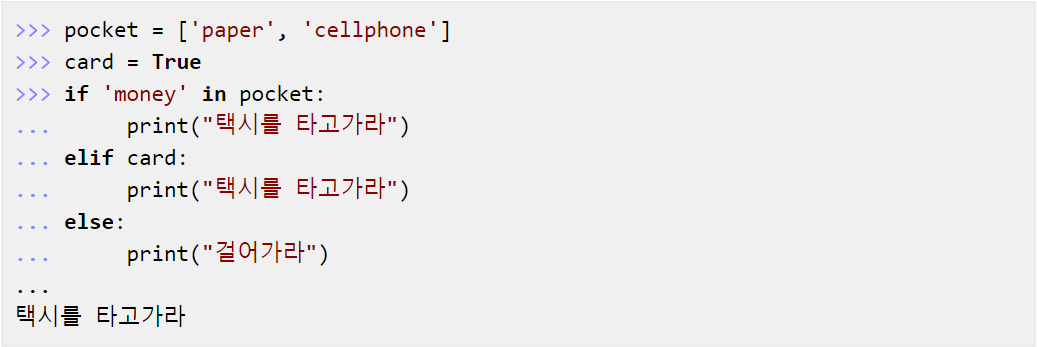 >>> pocket = ['paper', 'cellphone']
>>> card = True
>>> if 'money' in pocket:
...      print("택시를 타고가라")
... elif card:
...      print("택시를 타고가라")
... else:
...      print("걸어가라")
...
택시를 타고가라